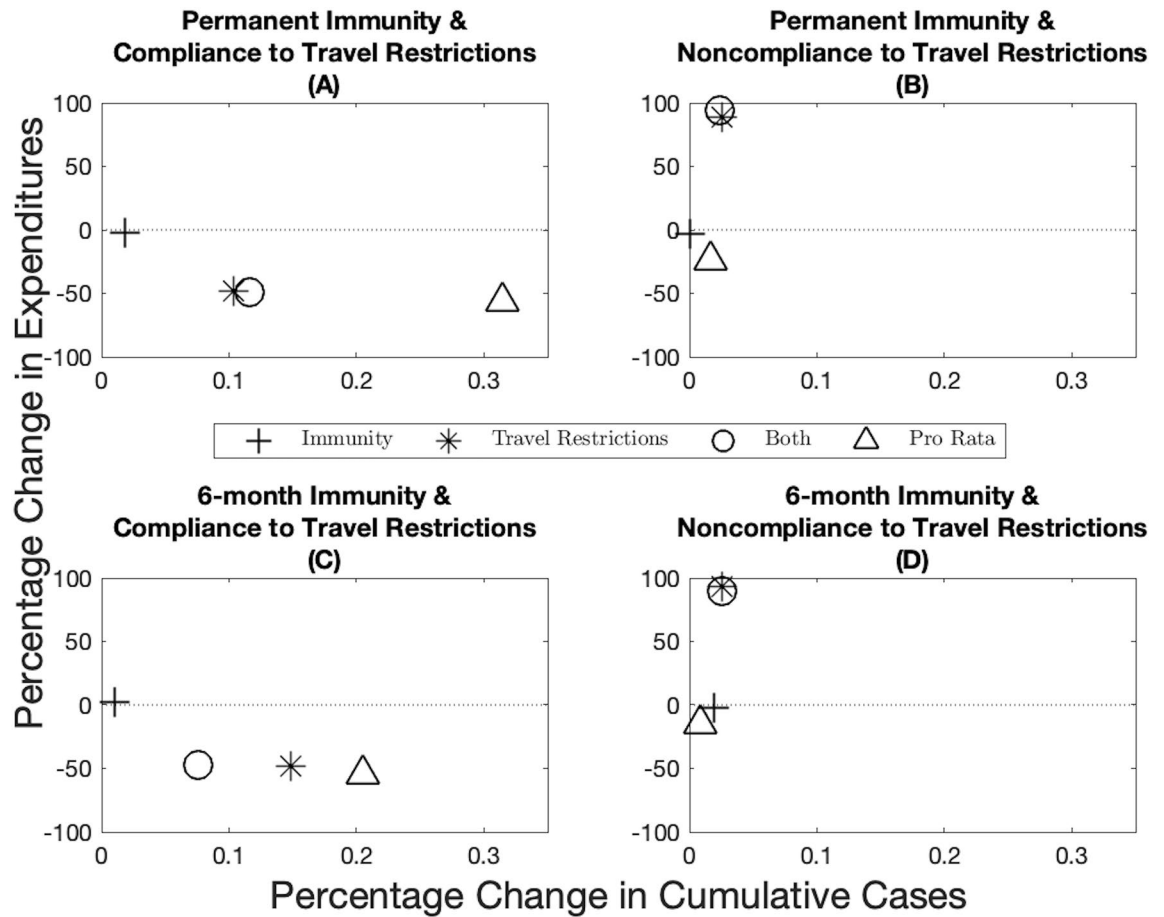 Permanent Immunity &
Compliance to Travel Restrictions
(A)
Permanent Immunity &
Noncompliance to Travel Restrictions
(B)
100
50
0
-50
-100
0
0.1
0.2
0.3
100
50
0
-50
-100
0
0.1
0.2
0.3
Immunity
Travel Restrictions
Both
Pro Rata
6-month Immunity &
Compliance to Travel Restrictions
(C)
6-month Immunity &
Noncompliance to Travel Restrictions
(D)
100
50
0
-50
-100
0
0.1
0.2
0.3
100
50
0
-50
-100
0
0.1
0.2
0.3
Percentage Change in Expenditures
Percentage Change in Cumulative Cases